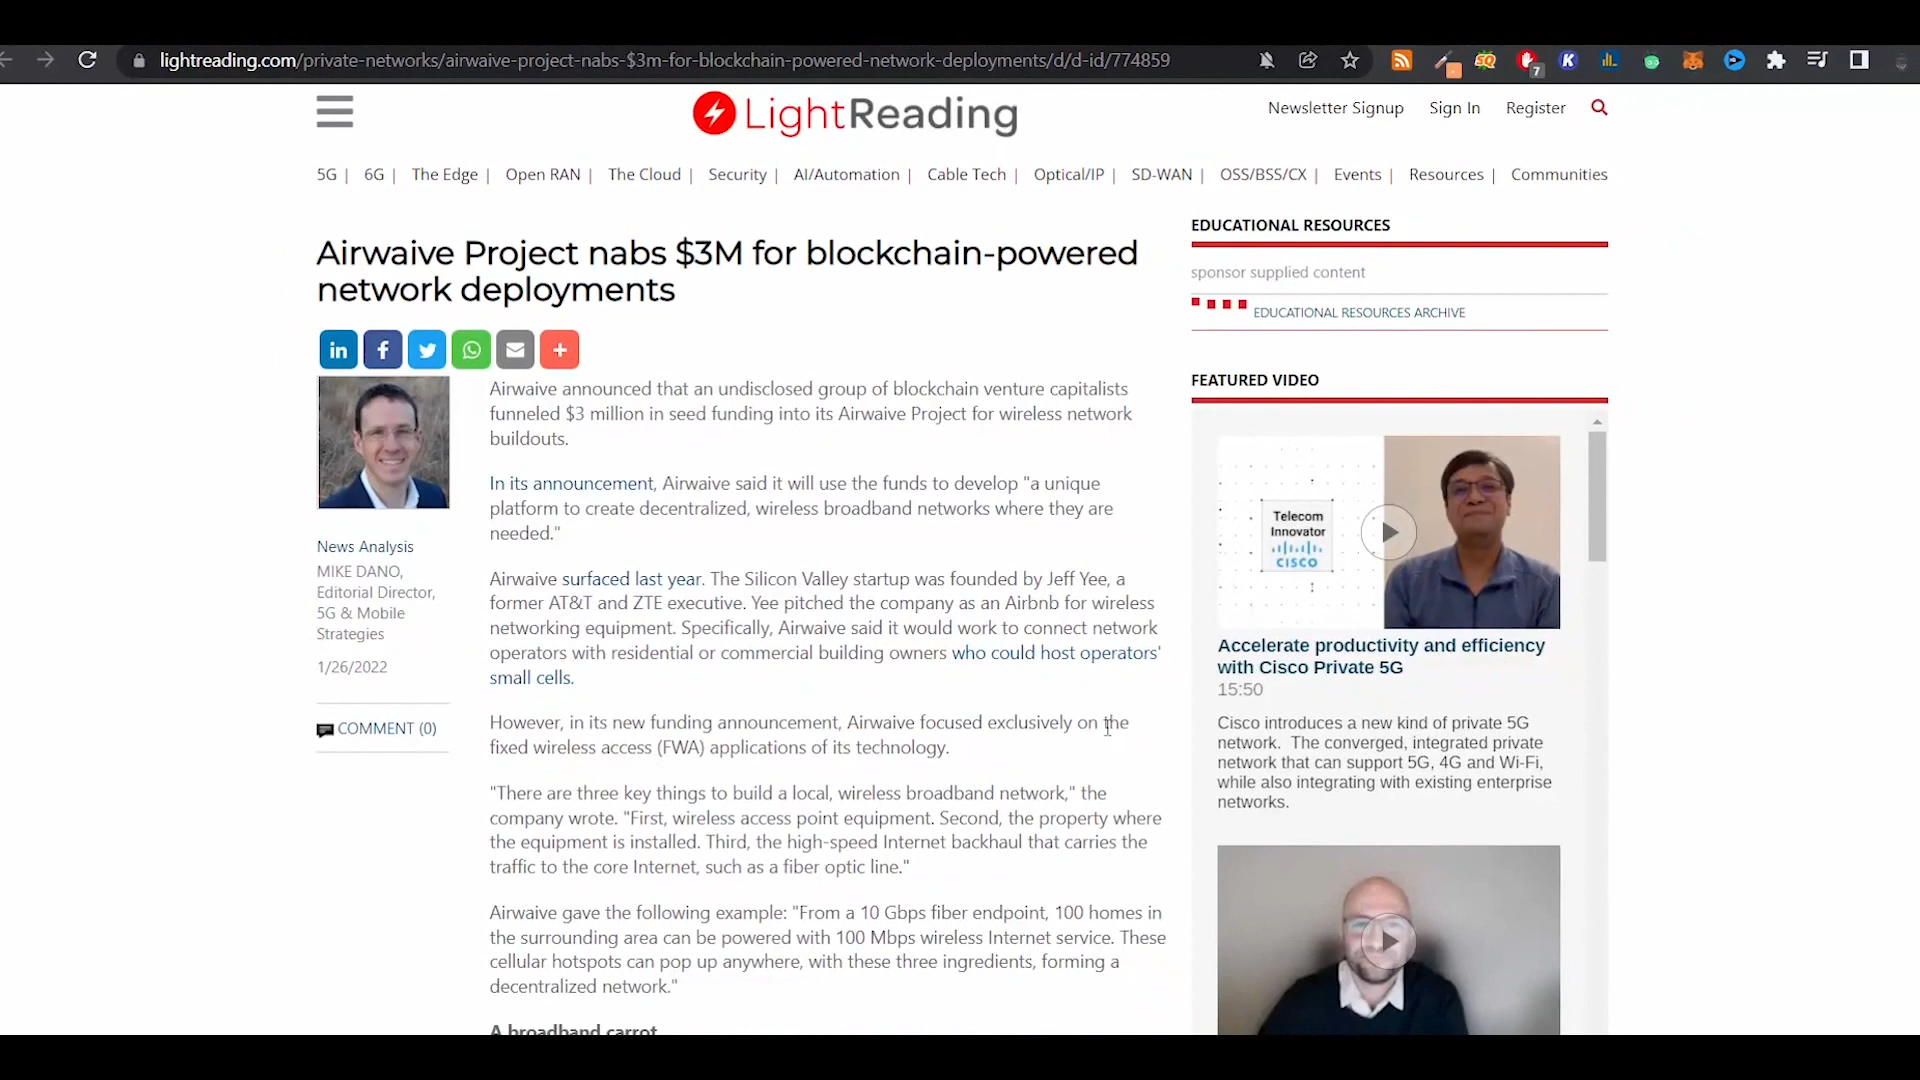 lightreading.com/private-networks/airwaive-project-nabs-$3m-for-blockchain-powered-network-deployments/d/d-id/774859
7
LightReading
Newsletter Signup
Sign In
Register
5G | 6G | The Edge | Open RAN | The Cloud | Security | AI/Automation | Cable Tech | Optical/IP | SD-WAN | OSS/BSS/CX | Events | Resources | Communities
Airwaive Project nabs $3M for blockchain-powered
network deployments
Airwaive announced that an undisclosed group of blockchain venture capitalists
funneled $3 million in seed funding into its Airwaive Project for wireless network
buildouts.
In its announcement, Airwaive said it will use the funds to develop "a unique
platform to create decentralized, wireless broadband networks where they are
needed."
News Analysis
MIKE DANO,
Editorial Director,
5G & Mobile
Strategies
1/26/2022
COMMENT (0)
Airwaive surfaced last year. The Silicon Valley startup was founded by Jeff Yee, a
former AT&T and ZTE executive. Yee pitched the company as an Airbnb for wireless
networking equipment. Specifically, Airwaive said it would work to connect network
operators with residential or commercial building owners who could host operators'
small cells.
However, in its new funding announcement, Airwaive focused exclusively on the
fixed wireless access (FWA) applications of its technology.
"There are three key things to build a local, wireless broadband network," the
company wrote. "First, wireless access point equipment. Second, the property where
the equipment is installed. Third, the high-speed Internet backhaul that carries the
traffic to the core Internet, such as a fiber optic line."
Airwaive gave the following example: "From a 10 Gbps fiber endpoint, 100 homes in
the surrounding area can be powered with 100 Mbps wireless Internet service. These
cellular hotspots can pop up anywhere, with these three ingredients, forming a
decentralized network."
A broadband carrot
EDUCATIONAL RESOURCES
sponsor supplied content
EDUCATIONAL RESOURCES ARCHIVE
FEATURED VIDEO
Telecom
Innovator
CISCO
Accelerate productivity and efficiency
with Cisco Private 5G
15:50
Cisco introduces a new kind of private 5G
network. The converged, integrated private
network that can support 5G, 4G and Wi-Fi,
while also integrating with existing enterprise
networks.